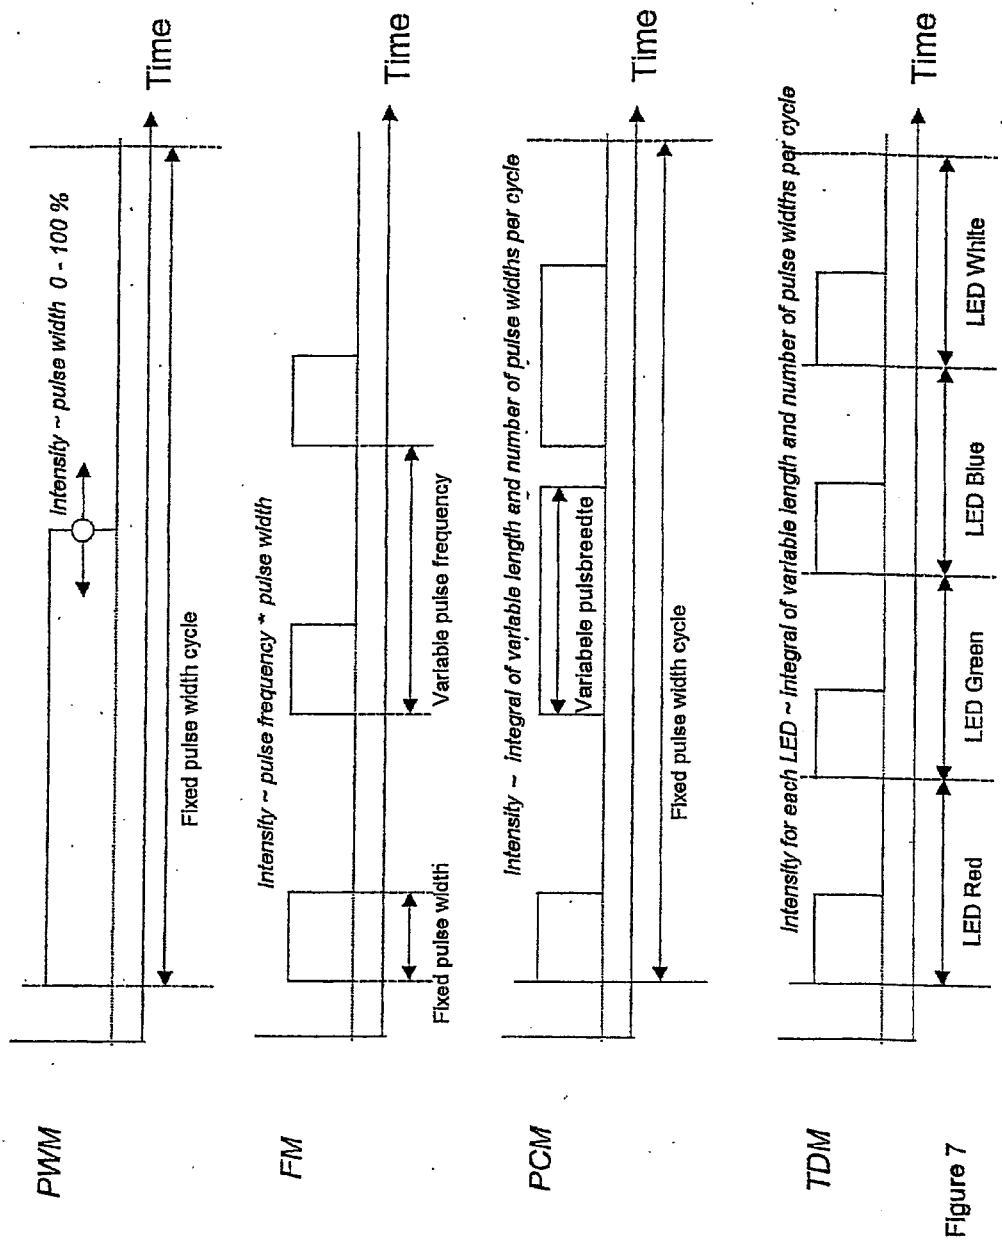 PWM
Intensity ~ pulse width 0 - 100 %
Time
Fixed pulse width cycle
FM
Intensity ~ pulse frequency * pulse width
Time
Fixed pulse width
Variable pulse frequency
PCM
Intensity ~ integral of variable length and number of pulse widths per cycle
Variabele pulsbreedte
Time
Fixed pulse width cycle
TDM
Intensity for each LED ~ Integral of variable length and number of pulse widths per cycle
Time
LED Red
LED Green
LED Blue
LED White
Figure 7